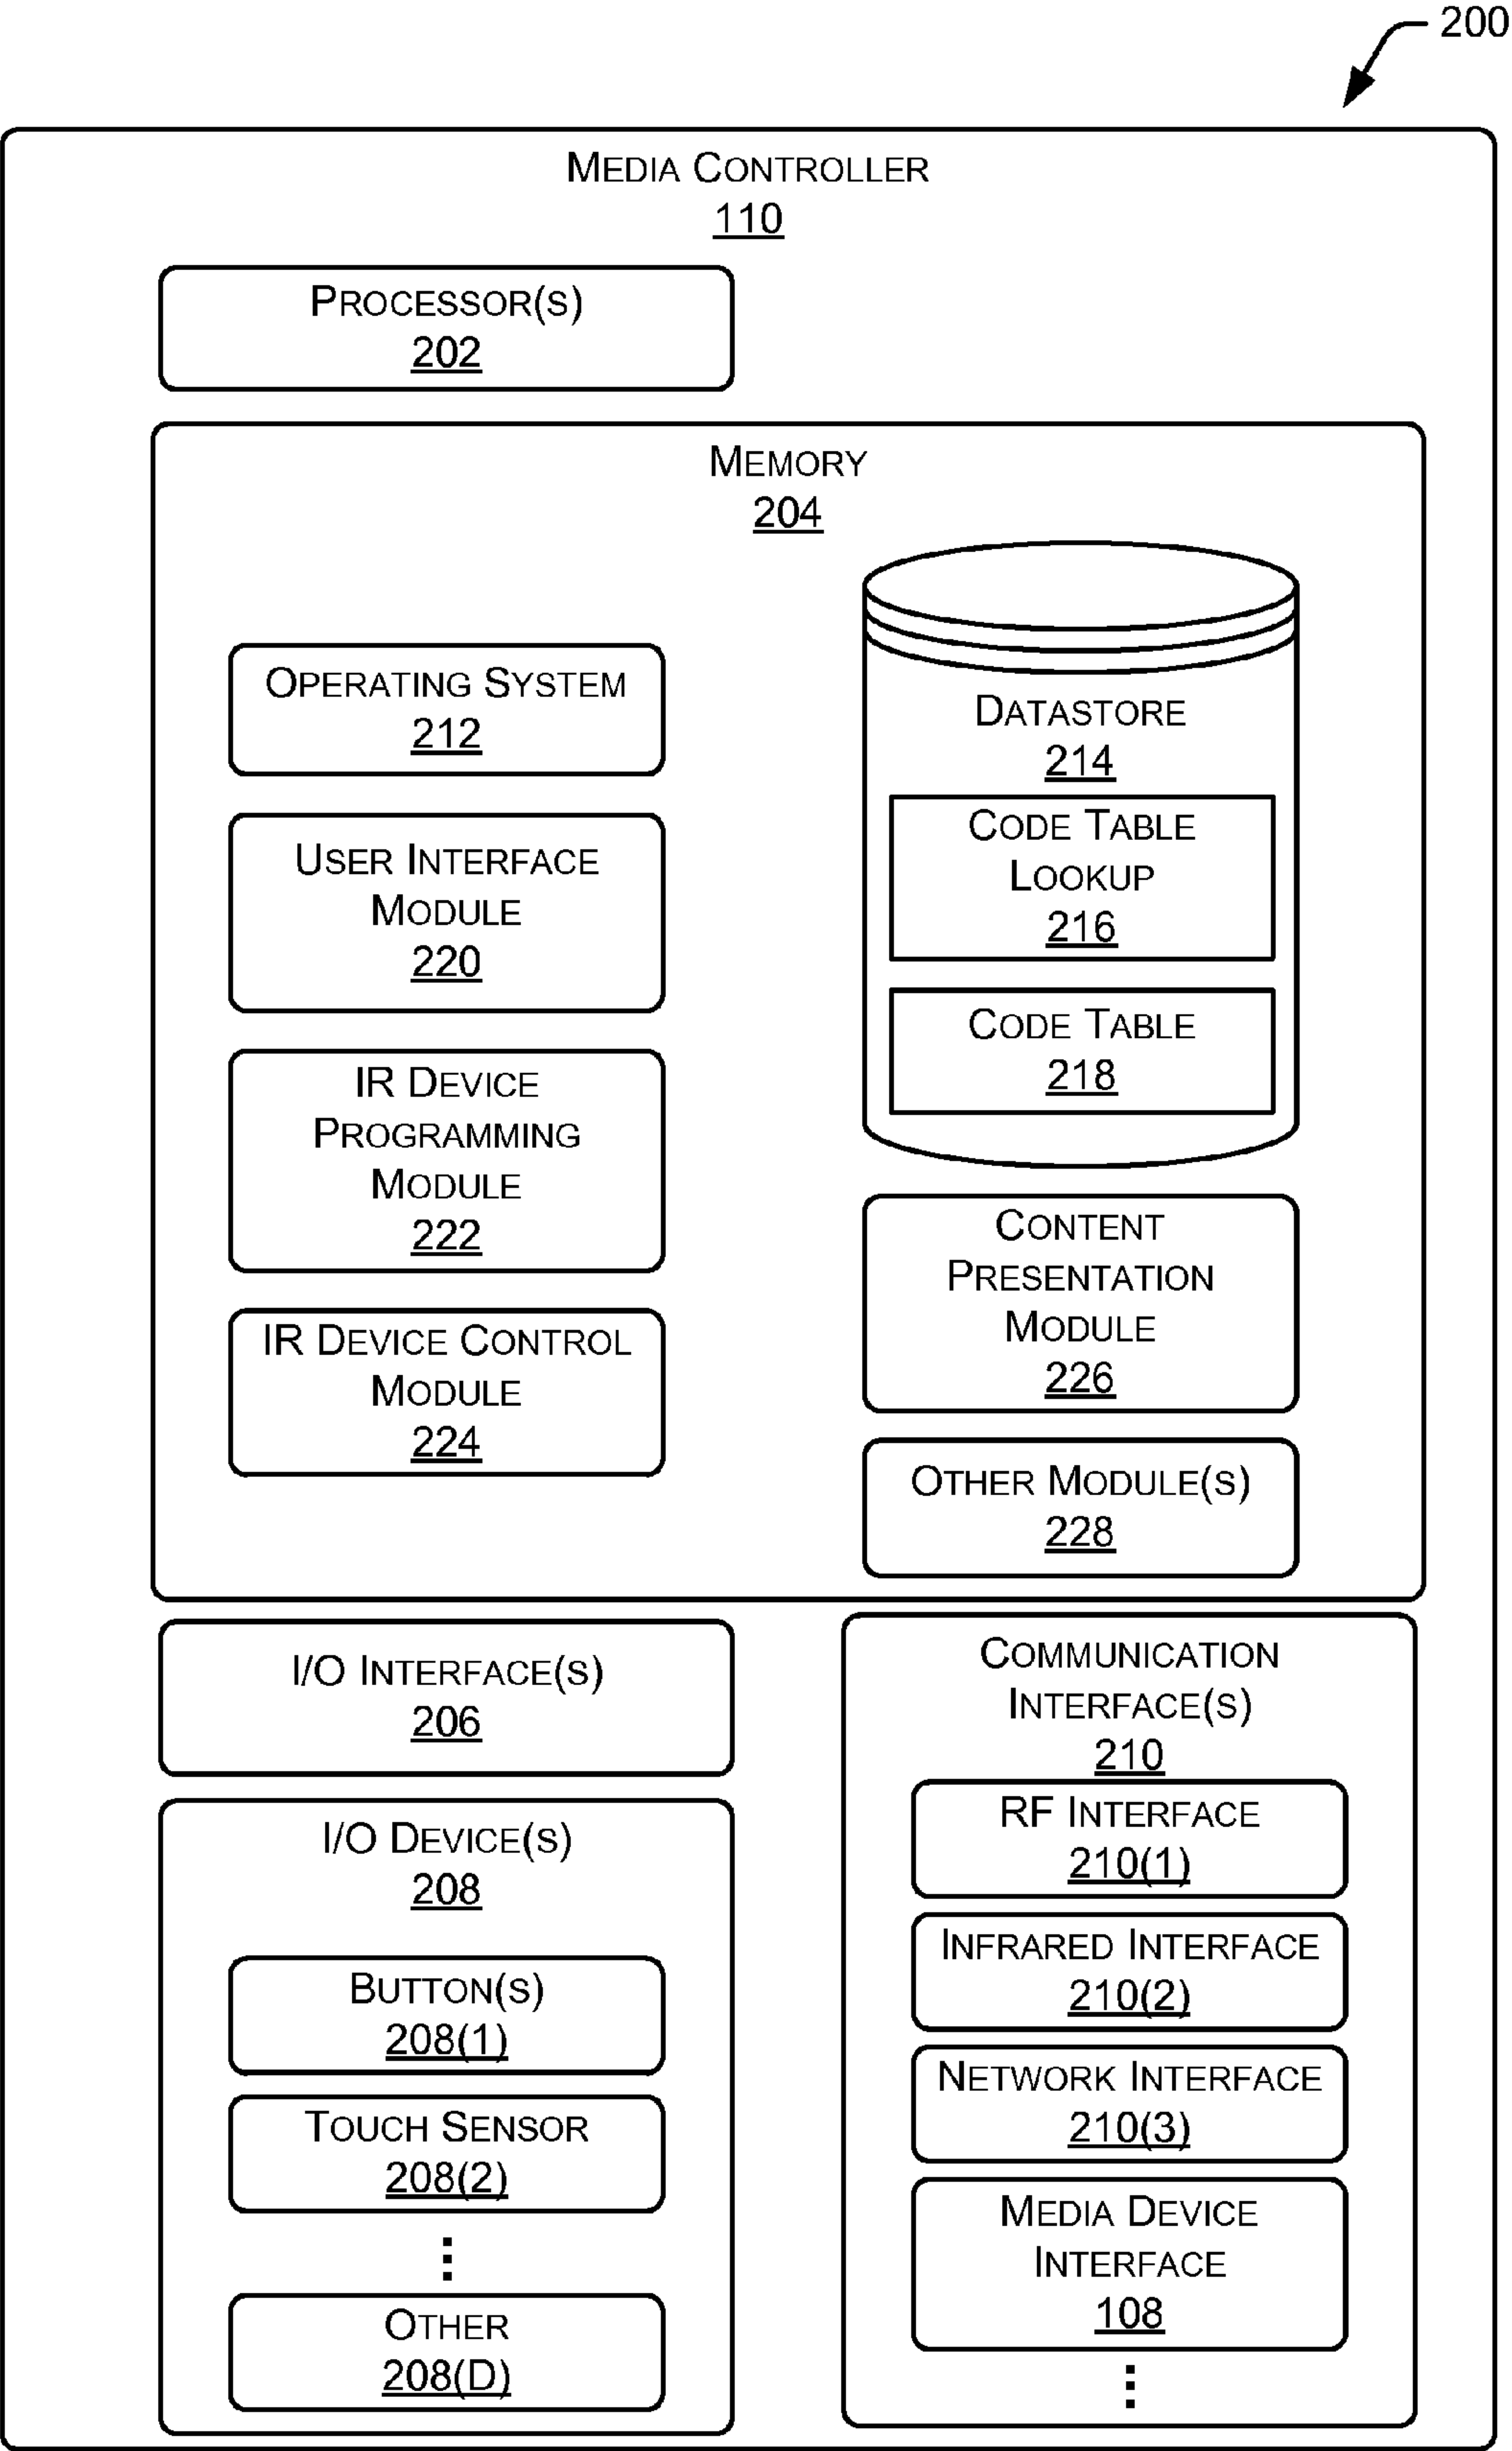 200
MEDIA CONTROLLER
110
PROCESSOR(S)
202
MEMORY
204
OPERATING SYSTEM
212
USER INTERFACE
MODULE
220
IR DEVICE
PROGRAMMING
MODULE
222
IR DEVICE CONTROL
MODULE
224
DATASTORE
214
CODE TABLE
LOOKUP
216
CODE TABLE
218
CONTENT
PRESENTATION
MODULE
226
OTHER MODULE(S)
228
I/O INTERFACE(S)
206
I/O DEVICE(S)
208
BUTTON(S)
208(1)
TOUCH SENSOR
208(2)
OTHER
208(D)
COMMUNICATION
INTERFACE(S)
210
RF INTERFACE
210(1)
INFRARED INTERFACE
210(2)
NETWORK INTERFACE
210(3)
MEDIA DEVICE
INTERFACE
108